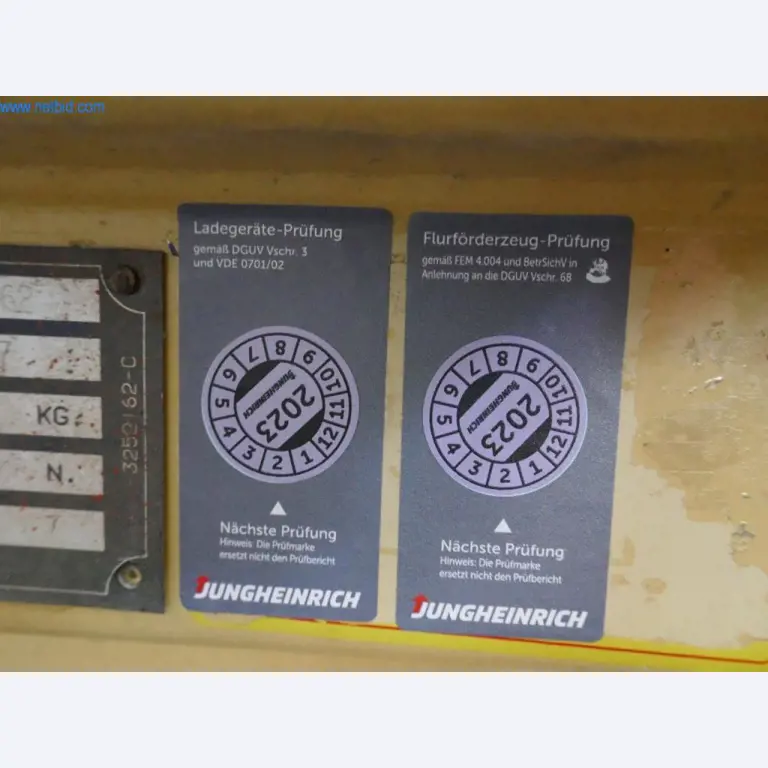 www.netbid.com
KG.
N.
3252162-C
Ladegeräte-Prüfung
gemäß DGUV Vschr. 3
und VDE 0701/02
1 2 3 4 5 6 7 8 9 10 11 12
JUNGHEINRICH
2023
Nächste Prüfung
Hinweis: Die Prüfmarke
ersetzt nicht den Prüfbericht
JUNGHEINRICH
Flurförderzeug-Prüfung
gemäß FEM 4.004 und BetrSichV in
Anlehnung an die DGUV Vschr. 68
1 2 3 4 5 6 7 8 9 10 11 12
JUNGHEINRICH
2023
Nächste Prüfung
Hinweis: Die Prüfmarke
ersetzt nicht den Prüfbericht
JUNGHEINRICH